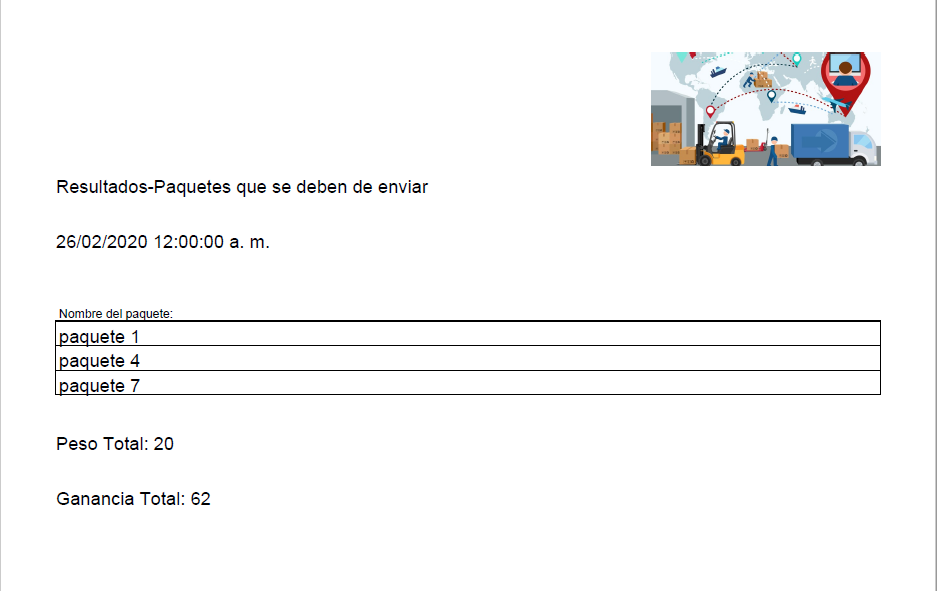 Resultados-Paquetes que se deben de enviar
26/02/2020 12:00:00 a. m.
Nombre del paquete:
paquete 1
paquete 4
paquete 7
Peso Total: 20
Ganancia Total: 62